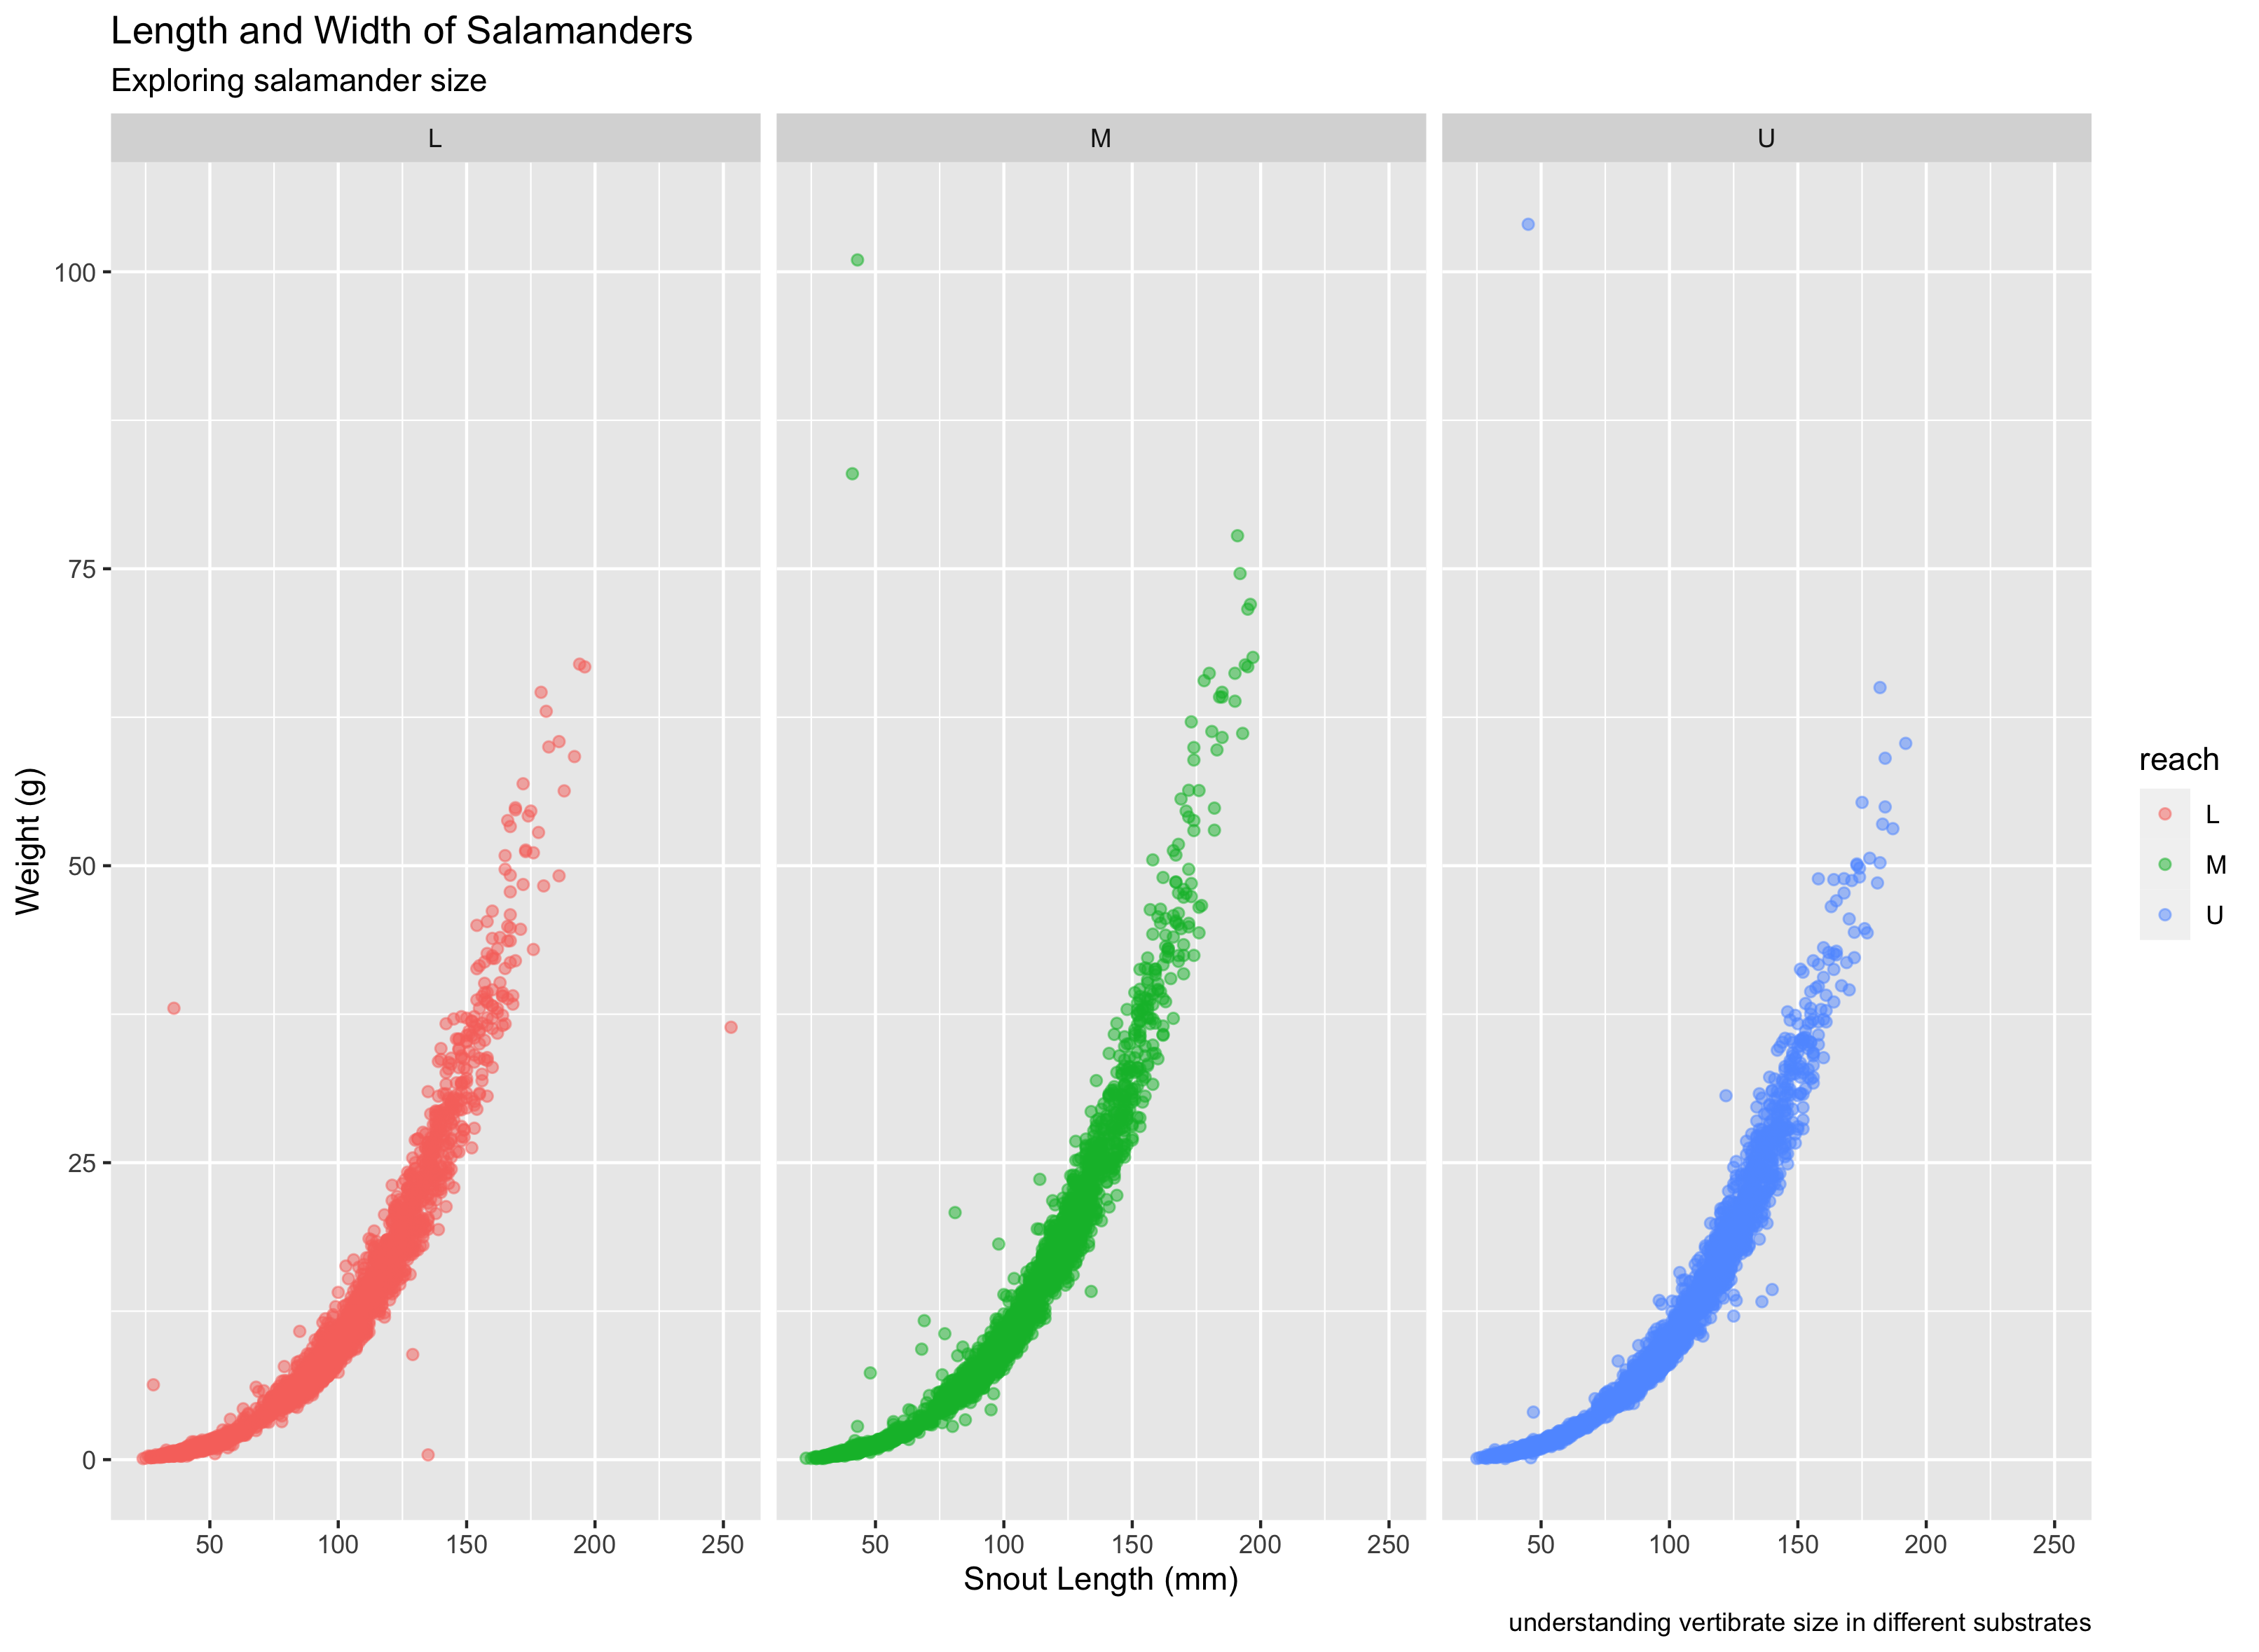 Length and Width of Salamanders
Exploring salamander size
L M U
100
75
50
25
0
Weight (g)
50 100 150 200 250 50 100 150 200 250 50 100 150 200 250
Snout Length (mm)
reach
L
M
U
understanding vertibrate size in different substrates